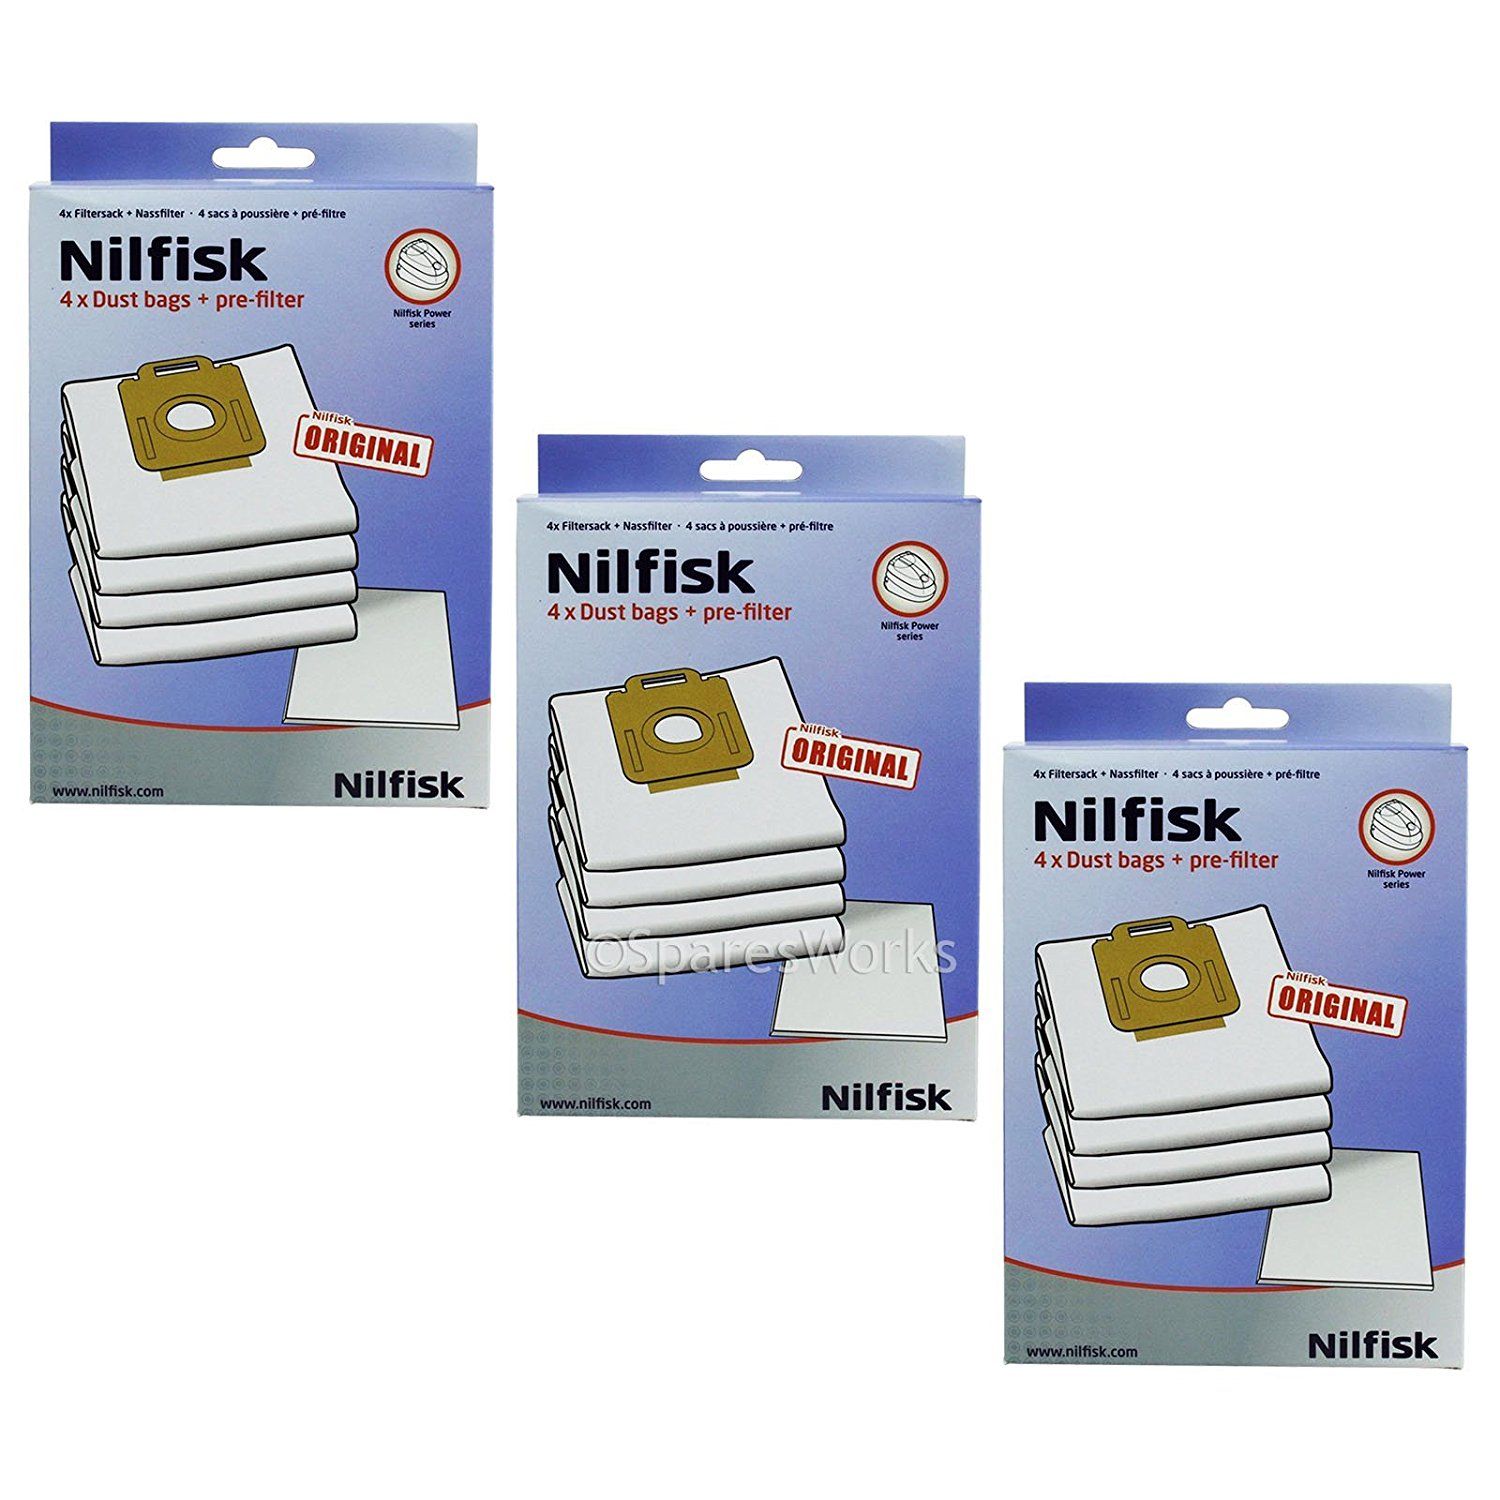 4x Filtersack + Nassfilter · 4 sacs à poussière + pré-filtre
Nilfisk
4 x Dust bags + pre-filter
Nilfisk Power
series
Nilfisk
ORIGINAL
www.nilfisk.com
Nilfisk
4x Filtersack + Nassfilter · 4 sacs à poussière + pré-filtre
Nilfisk
4 x Dust bags + pre-filter
Nilfisk Power
series
Nilfisk
ORIGINAL
©SparesWorks
www.nilfisk.com
Nilfisk
4x Filtersack + Nassfilter · 4 sacs à poussière + pré-filtre
Nilfisk
4 x Dust bags + pre-filter
Nilfisk Power
series
Nilfisk
ORIGINAL
www.nilfisk.com
Nilfisk